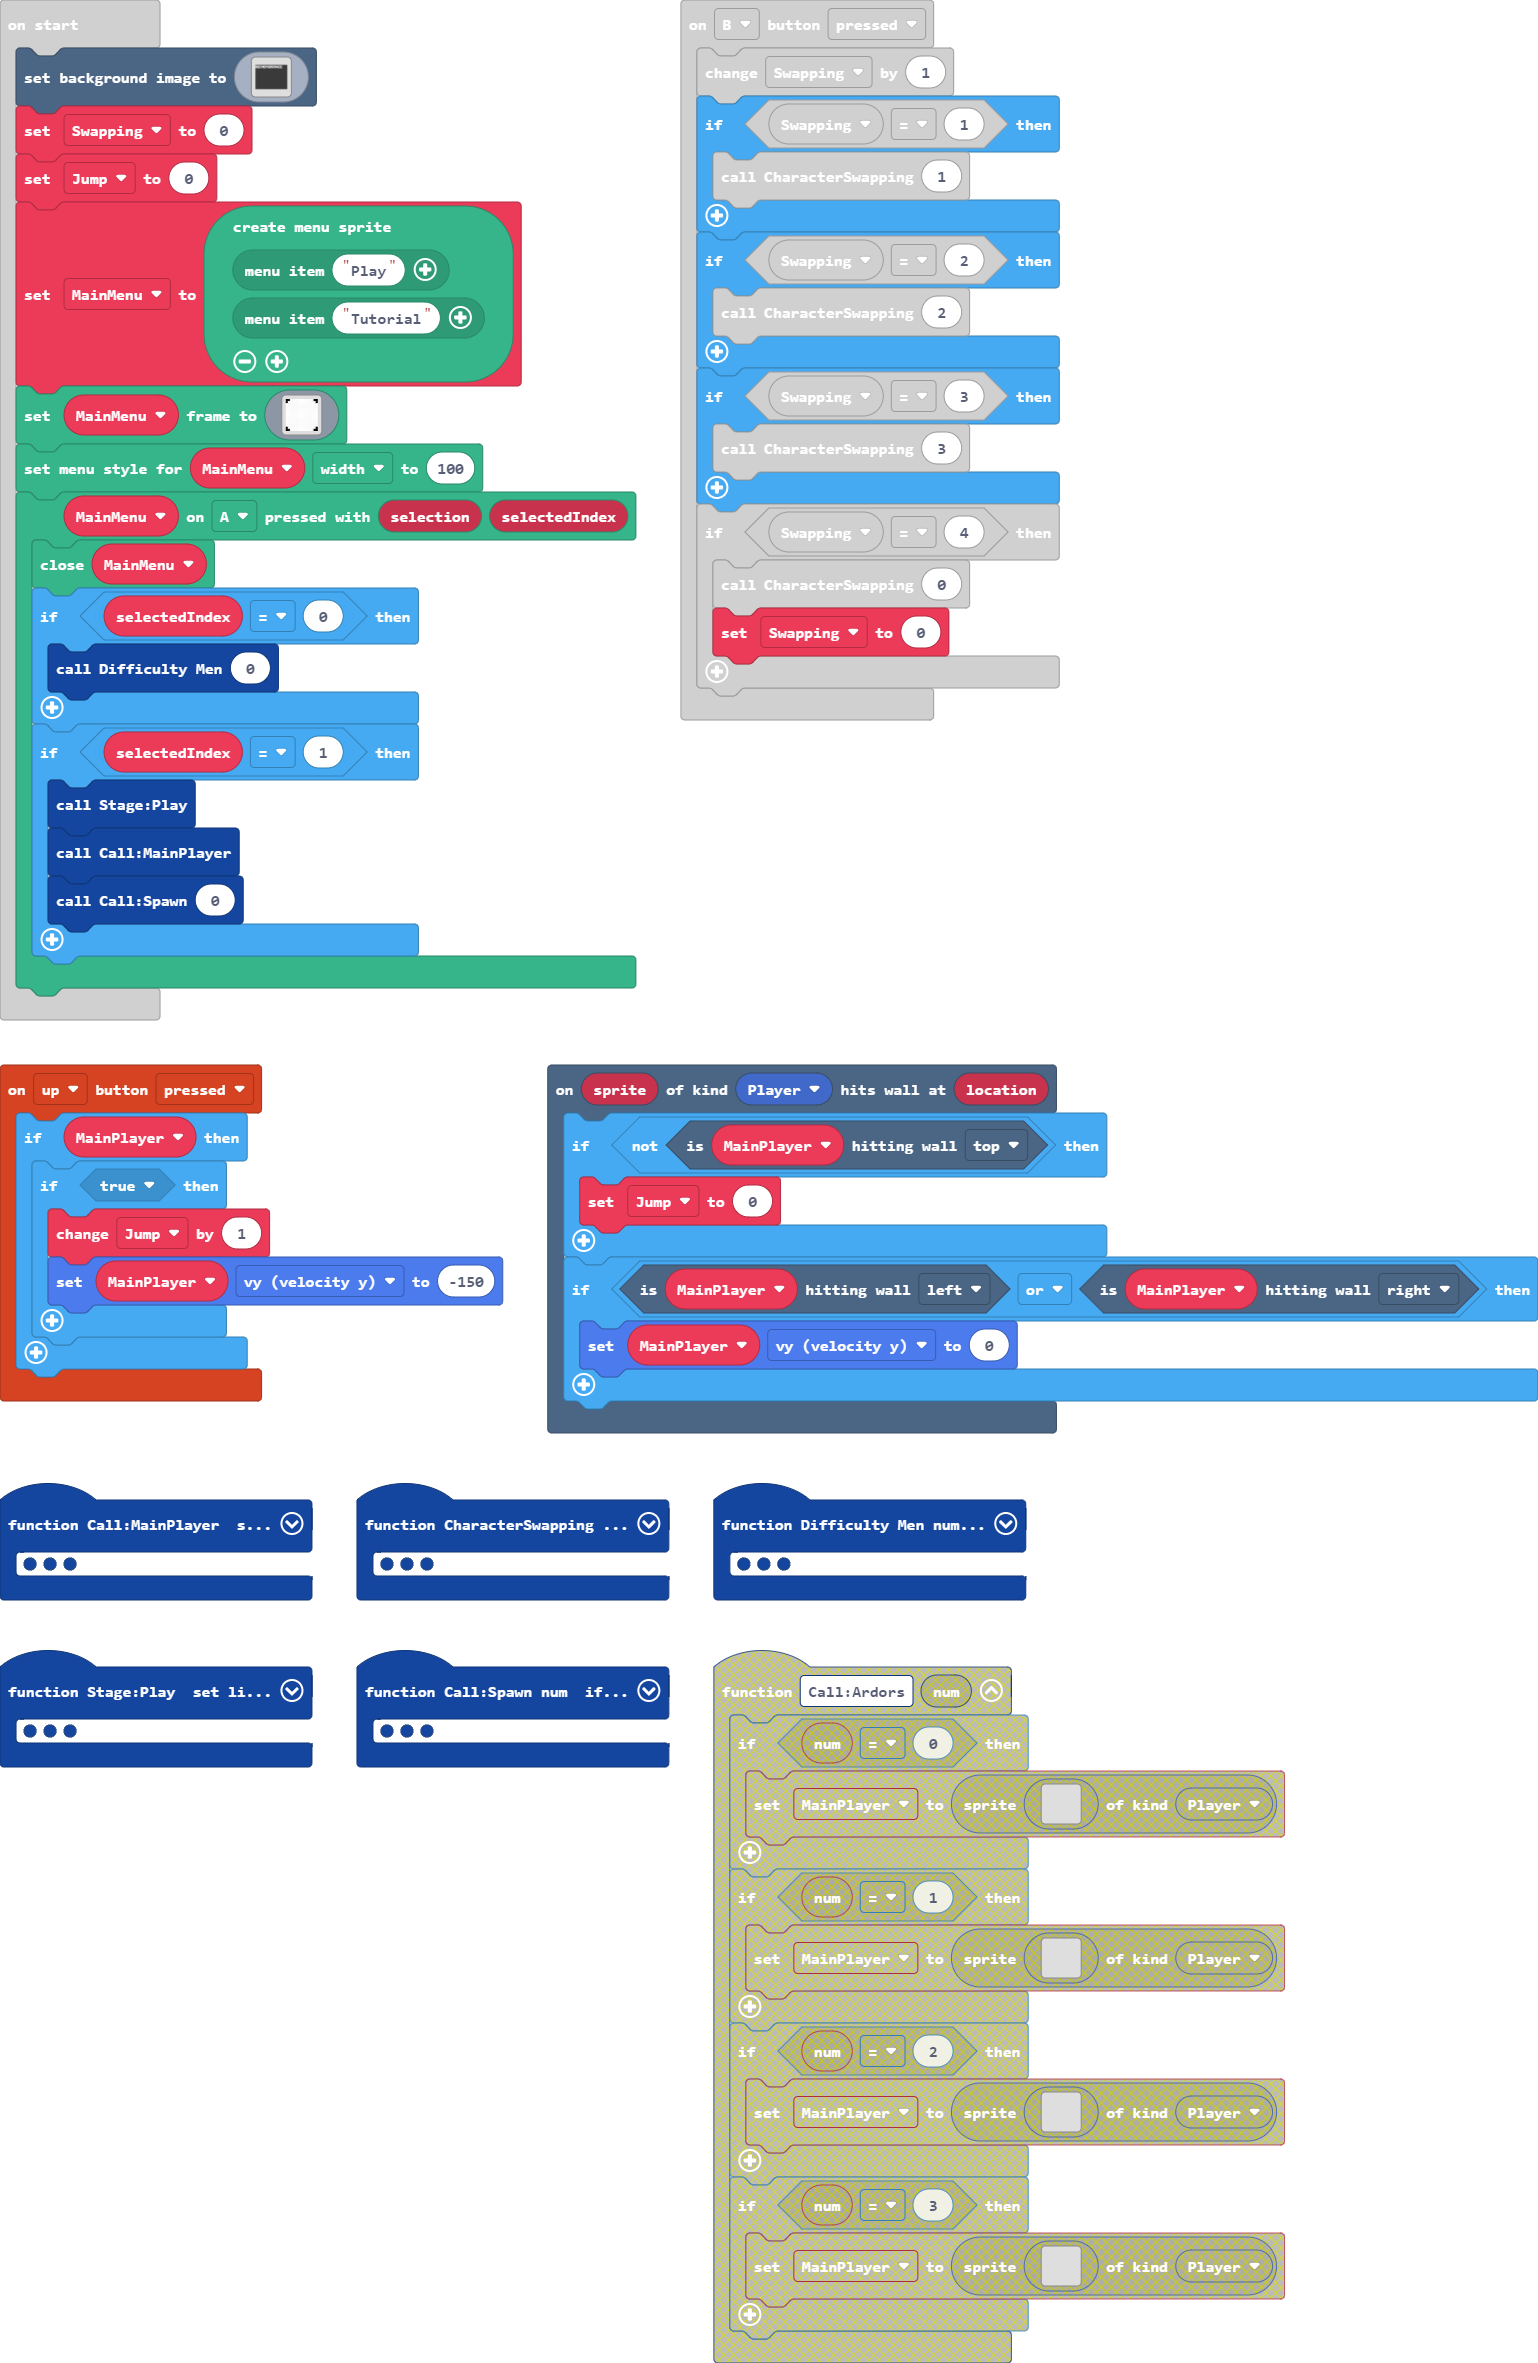 on start
set background image to
set Swapping to 0
set Jump to 0
set MainMenu to create menu sprite
menu item "Play"
menu item "Tutorial"
set MainMenu frame to
set menu style for MainMenu width to 100
MainMenu on A pressed with selection selectedIndex
close MainMenu
if selectedIndex = 0 then
call Difficulty Men 0
if selectedIndex = 1 then
call Stage:Play
call Call:MainPlayer
call Call:Spawn 0
on B button pressed
change Swapping by 1
if Swapping = 1 then
call CharacterSwapping 1
if Swapping = 2 then
call CharacterSwapping 2
if Swapping = 3 then
call CharacterSwapping 3
if Swapping = 4 then
call CharacterSwapping 0
set Swapping to 0
on up button pressed
if MainPlayer then
if true then
change Jump by 1
set MainPlayer vy (velocity y) to -150
on sprite of kind Player hits wall at location
if not is MainPlayer hitting wall top then
set Jump to 0
if is MainPlayer hitting wall left or is MainPlayer hitting wall right then
set MainPlayer vy (velocity y) to 0
function Call:MainPlayer s...
function CharacterSwapping ...
function Difficulty Men num...
function Stage:Play set li...
function Call:Spawn num if...
function Call:Ardors num
if num = 0 then
set MainPlayer to sprite of kind Player
if num = 1 then
set MainPlayer to sprite of kind Player
if num = 2 then
set MainPlayer to sprite of kind Player
if num = 3 then
set MainPlayer to sprite of kind Player